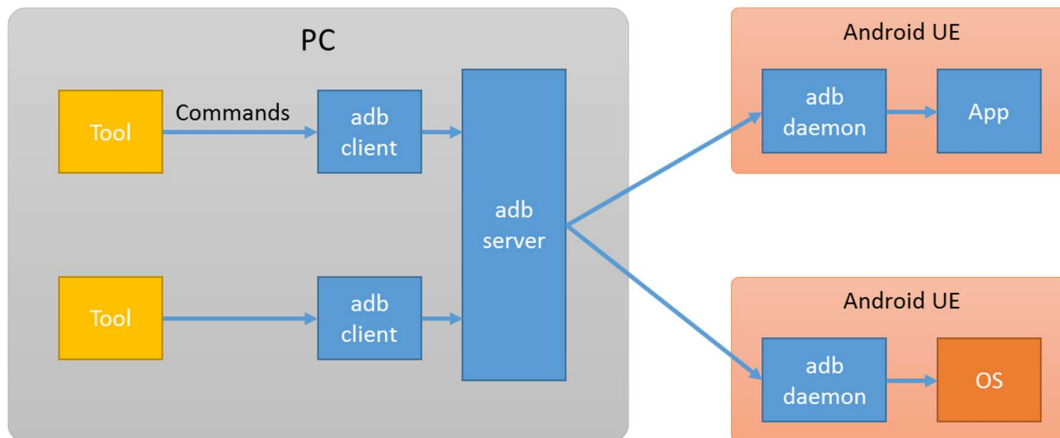 PC
Tool
Commands
adb
client
adb
server
Tool
adb
client
Android UE
adb
daemon
App
Android UE
adb
daemon
OS